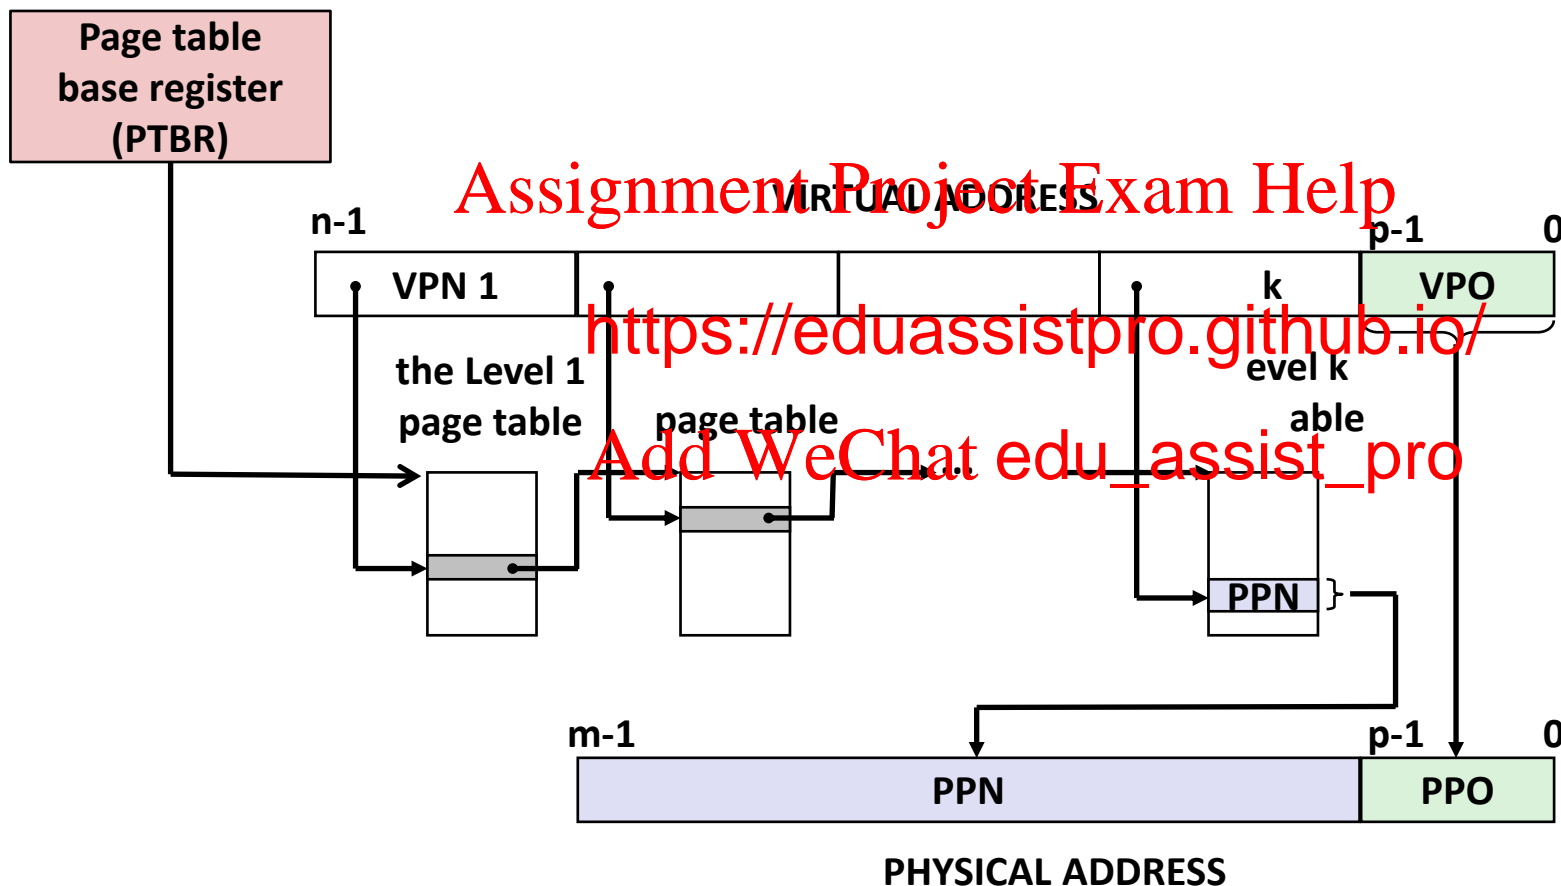 Page table
base register
(PTBR)
Assignment Project Exam Help
VIRTUAL ADDRESS
n-1
p-1
0
VPN 1
k
VPO
https://eduassistpro.github.io/
the Level 1
page table
page table
evel k
able
Add WeChat edu_assist_pro
...
PPN
m-1
p-1
0
PPN
PPO
PHYSICAL ADDRESS